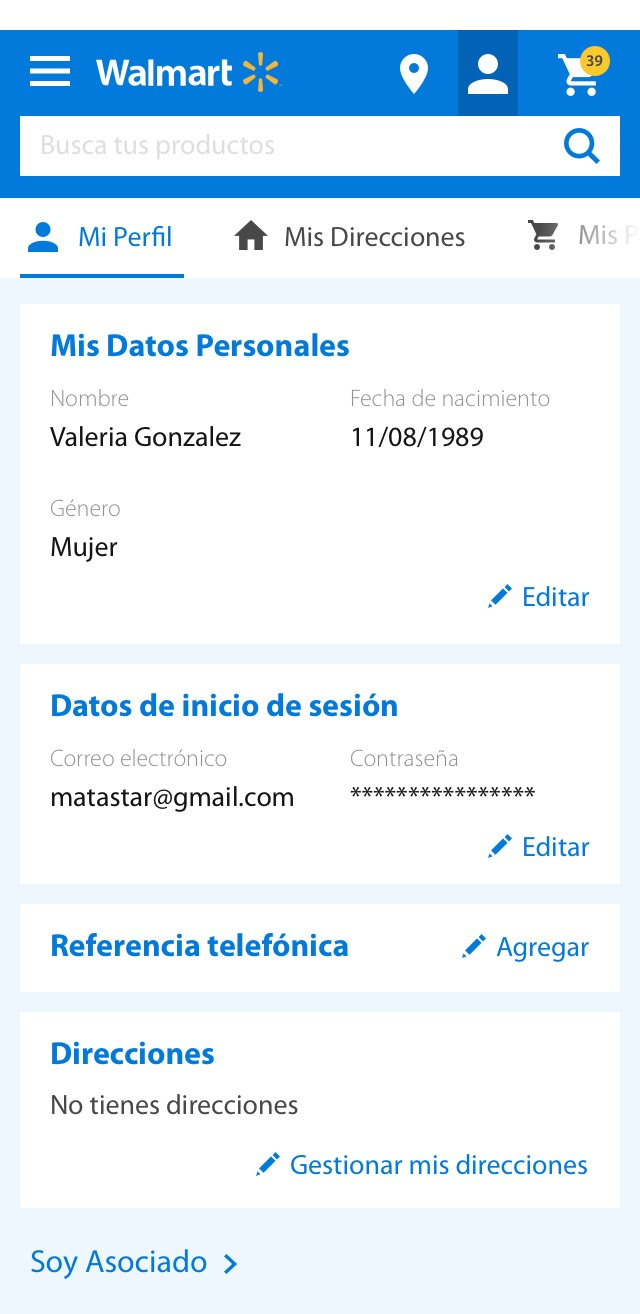 Walmart
39
Busca tus productos
Mi Perfil Mis Direcciones Mis P
Mis Datos Personales
Nombre Fecha de nacimiento
Valeria Gonzalez 11/08/1989
Género
Mujer
Editar
Datos de inicio de sesión
Correo electrónico Contraseña
matastar@gmail.com ****************
Editar
Referencia telefónica Agregar
Direcciones
No tienes direcciones
Gestionar mis direcciones
Soy Asociado